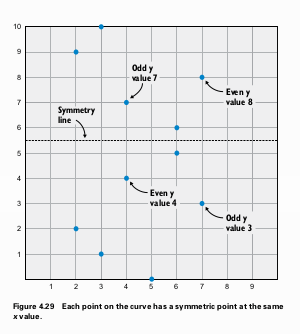 10
9
8
7
6
5
4
3
2
1
Odd y
value 7
Even y
value 8
Symmetry
line
Even y
value 4
Odd y
value 3
1 2 3 4 5 6 7 8 9
Figure 4.29 Each point on the curve has a symmetric point at the same
x value.